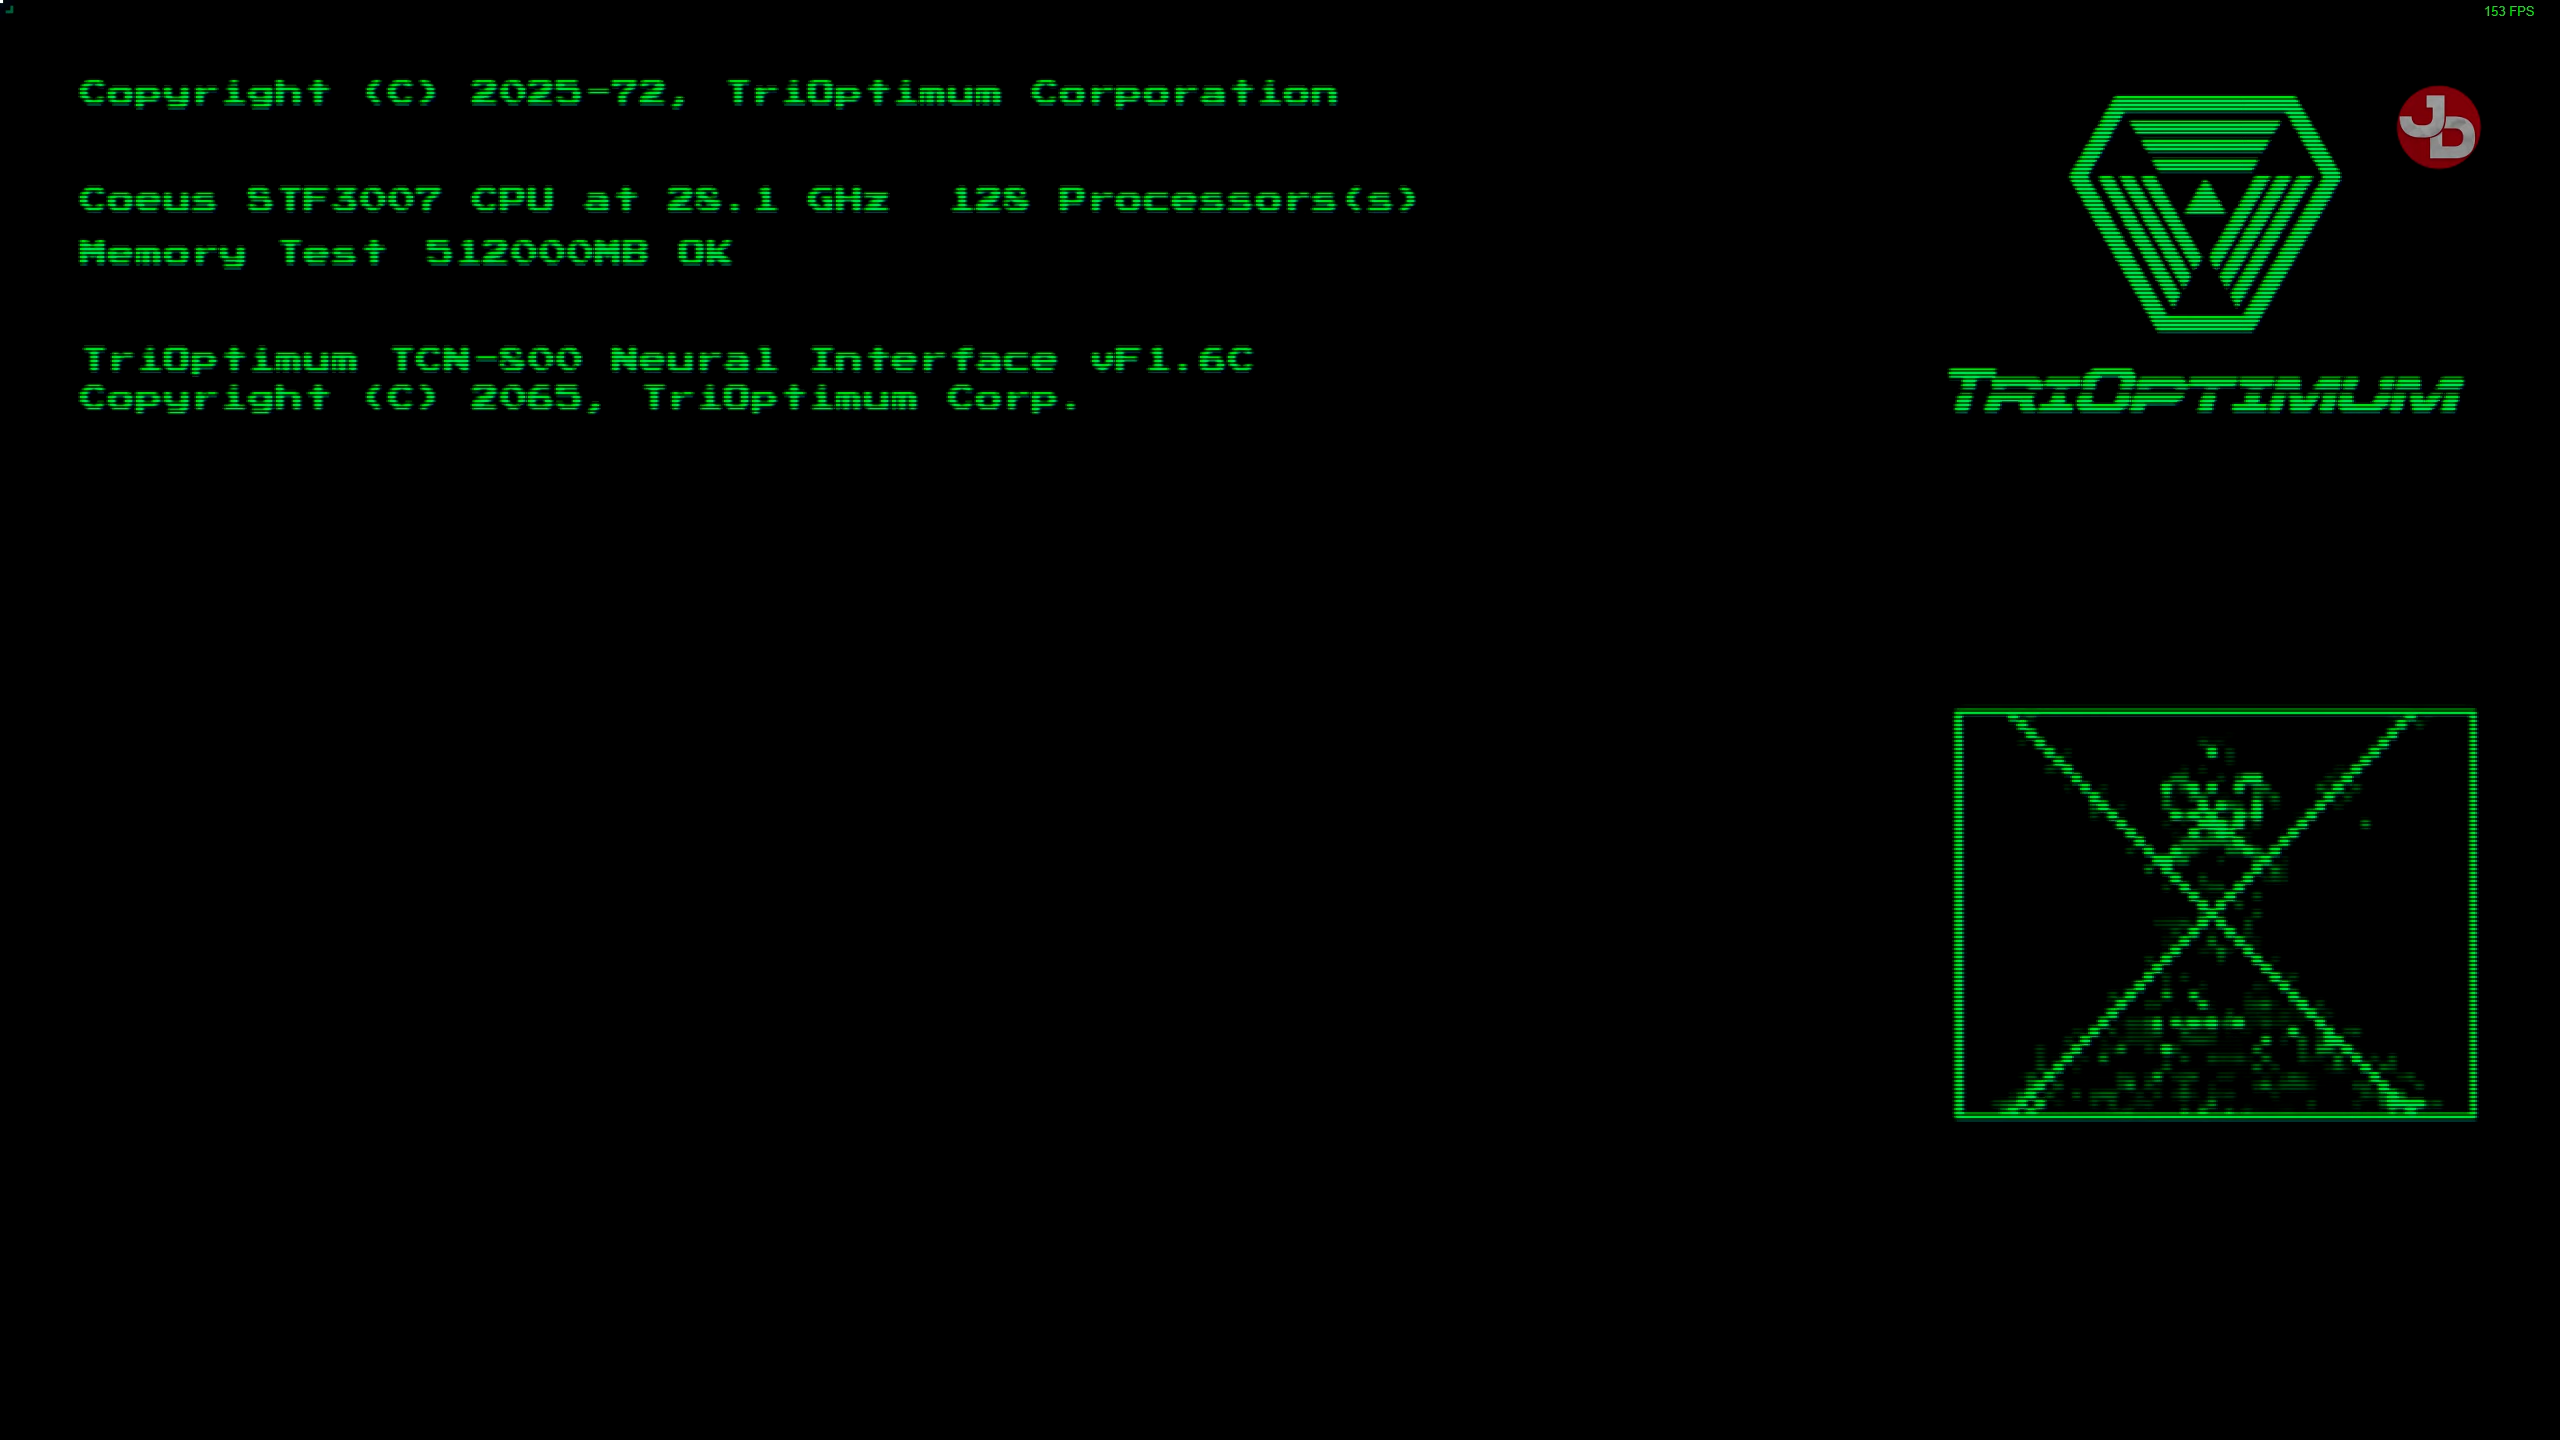 153 FPS
Copyright (C) 2025-72, TriOptimum Corporation
JD
Coeus STF3007 CPU at 28.1 GHz  128 Processors(s)
Memory Test 512000MB OK
TriOptimum TCN-800 Neural Interface vF1.6C
Copyright (C) 2065, TriOptimum Corp.
TRIOPTIMUM